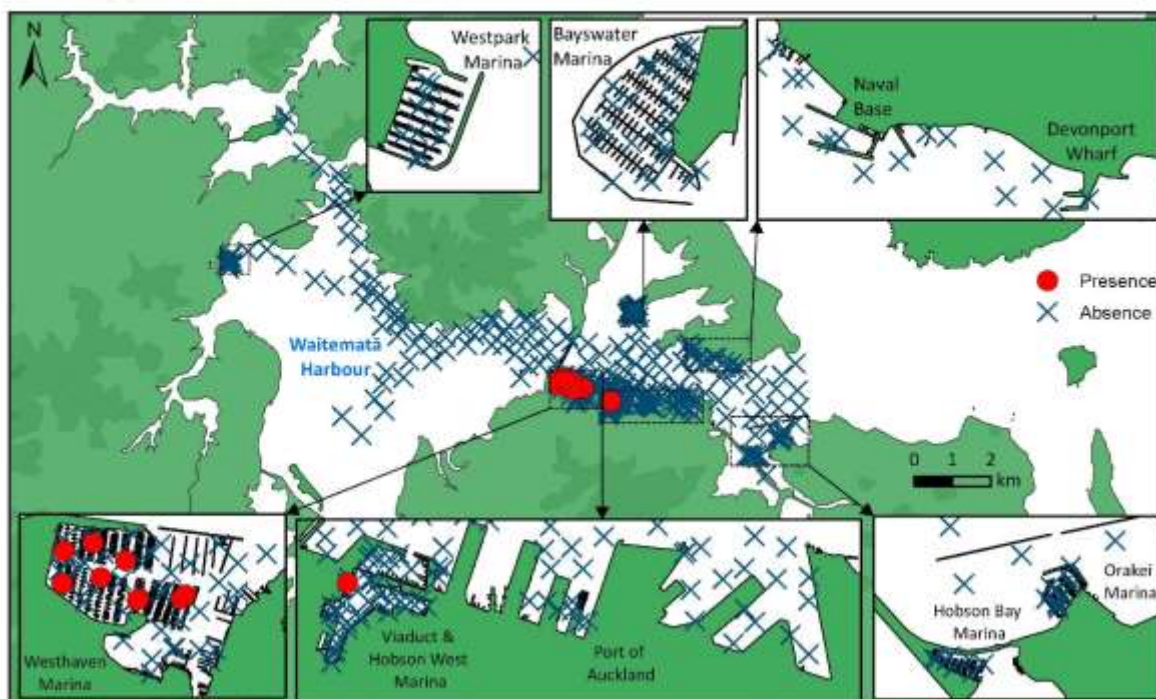 N
Westpark
Marina
Bayswater
Marina
Naval
Base
Devonport
Wharf
Presence
Absence
Waitematā
Harbour
0 1 2
km
Westhaven
Marina
Viaduct &
Hobson West
Marina
Port of
Auckland
Hobson Bay
Marina
Orakei
Marina